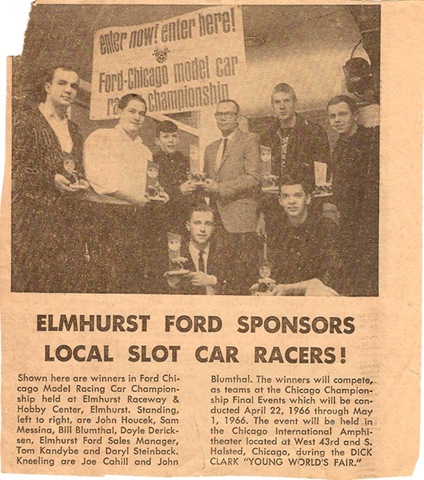 enter now! enter here!
Ford-Chicago model car
championship
ELMHURST FORD SPONSORS
LOCAL SLOT CAR RACERS!
Shown here are winners in Ford Chi-
cago Model Racing Car Champion-
ship held at Elmhurst Raceway &
Hobby Center, Elmhurst. Standing,
left to right, are John Houcek, Sam
Messina, Bill Blumthal, Doyle Derick-
sen, Elmhurst Ford Sales Manager,
Tom Kandybe and Daryl Steinback.
Kneeling are Joe Cahill and John
Blumthal. The winners will compete,
as teams at the Chicago Champion-
ship Final Events which will be con-
ducted April 22, 1966 through May
1, 1966. The event will be held in
the Chicago International Amphi-
theater located at West 43rd and S.
Halsted, Chicago, during the DICK
CLARK "YOUNG WORLD'S FAIR."